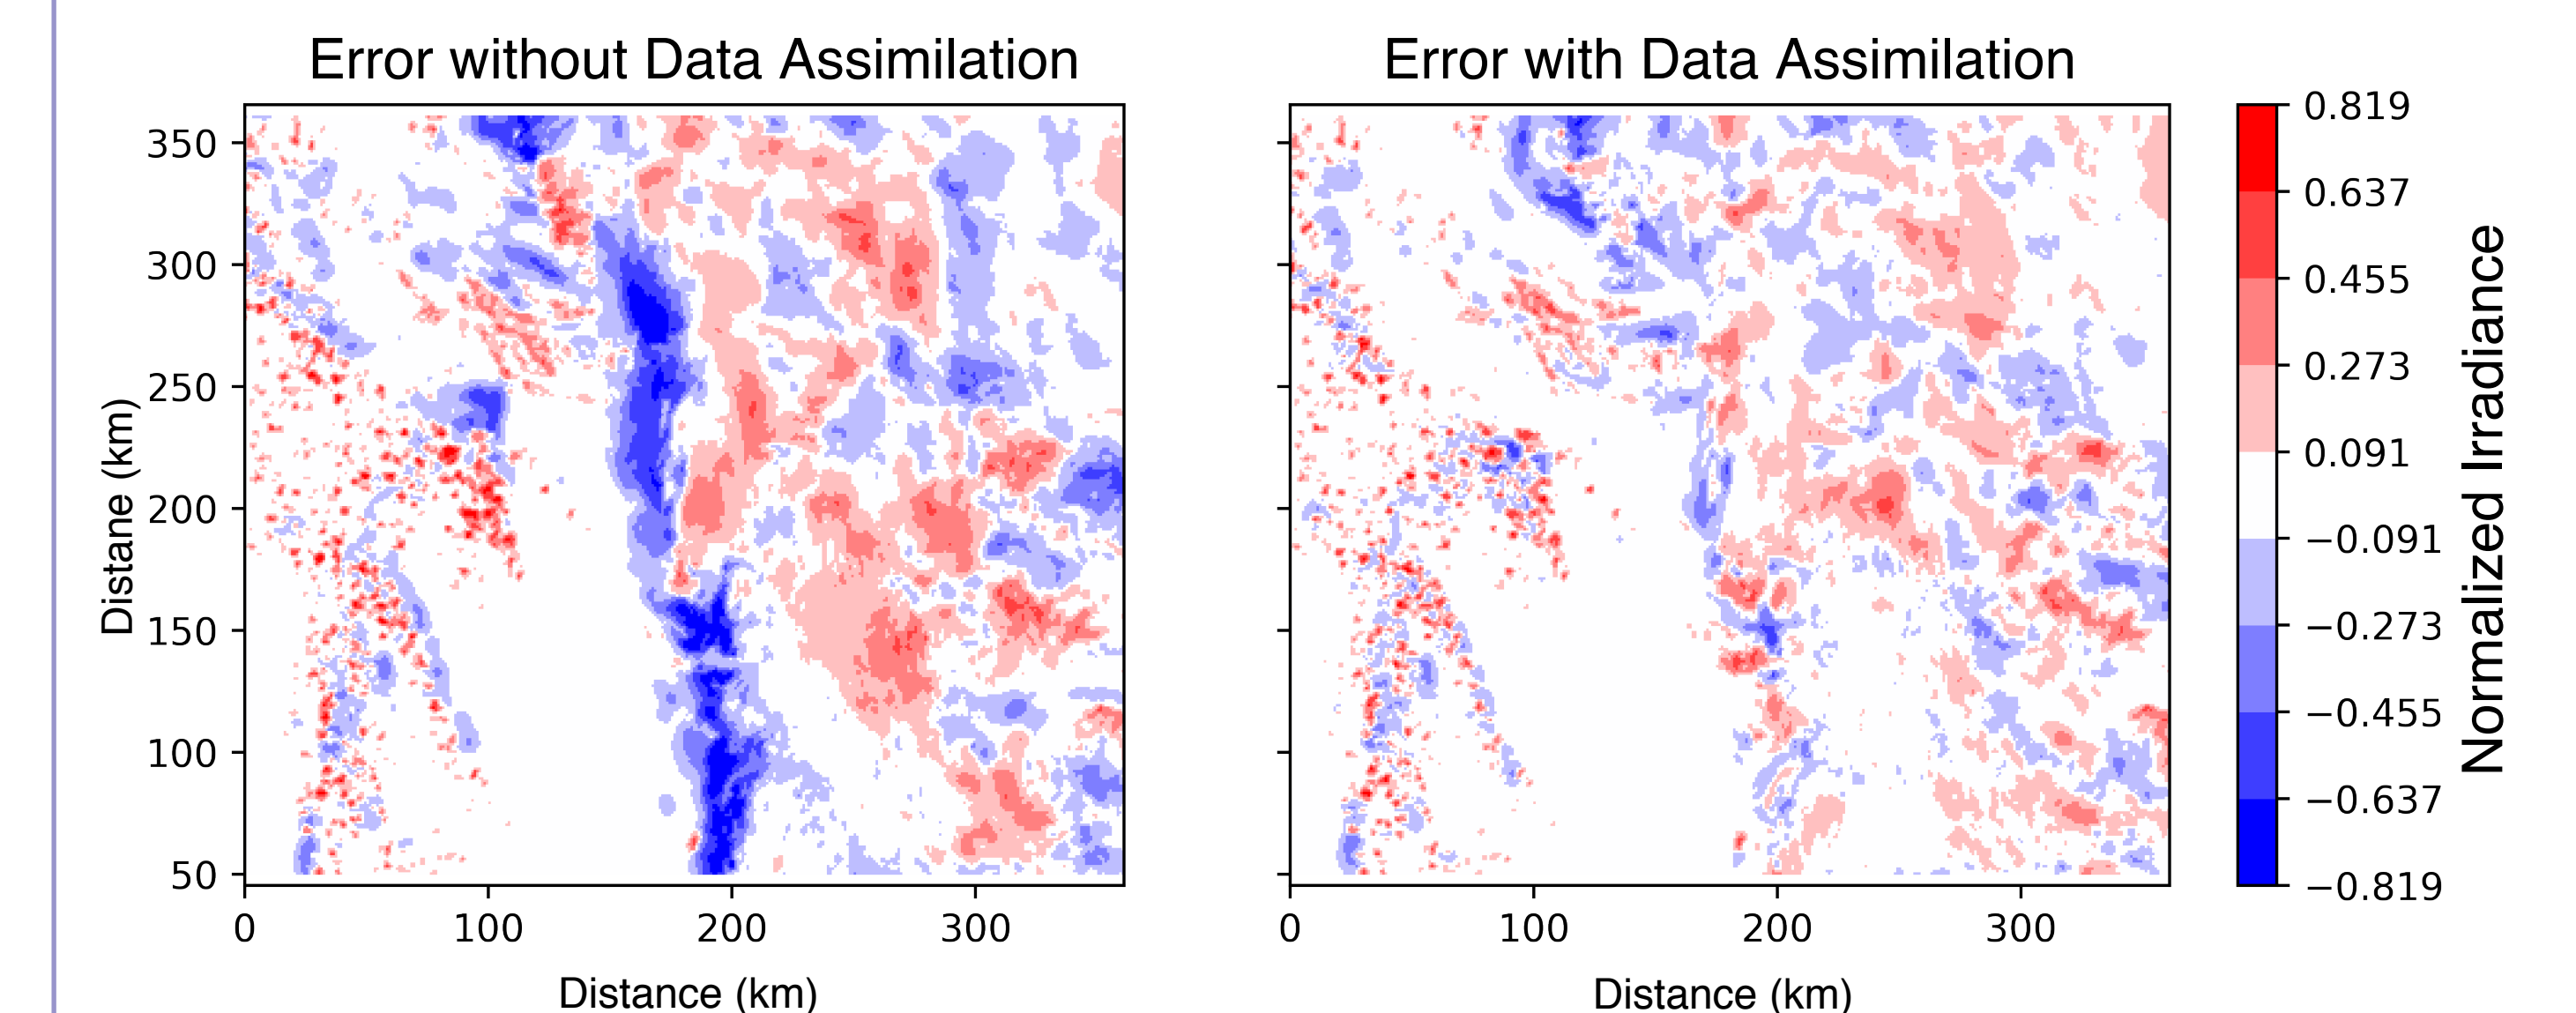 Error without Data Assimilation
Error with Data Assimilation
350
300
250
200
150
100
50
Distane (km)
0 100 200 300
Distance (km)
0 100 200 300
Distance (km)
0.819
0.637
0.455
0.273
0.091
−0.091
−0.273
−0.455
−0.637
−0.819
Normalized Irradiance